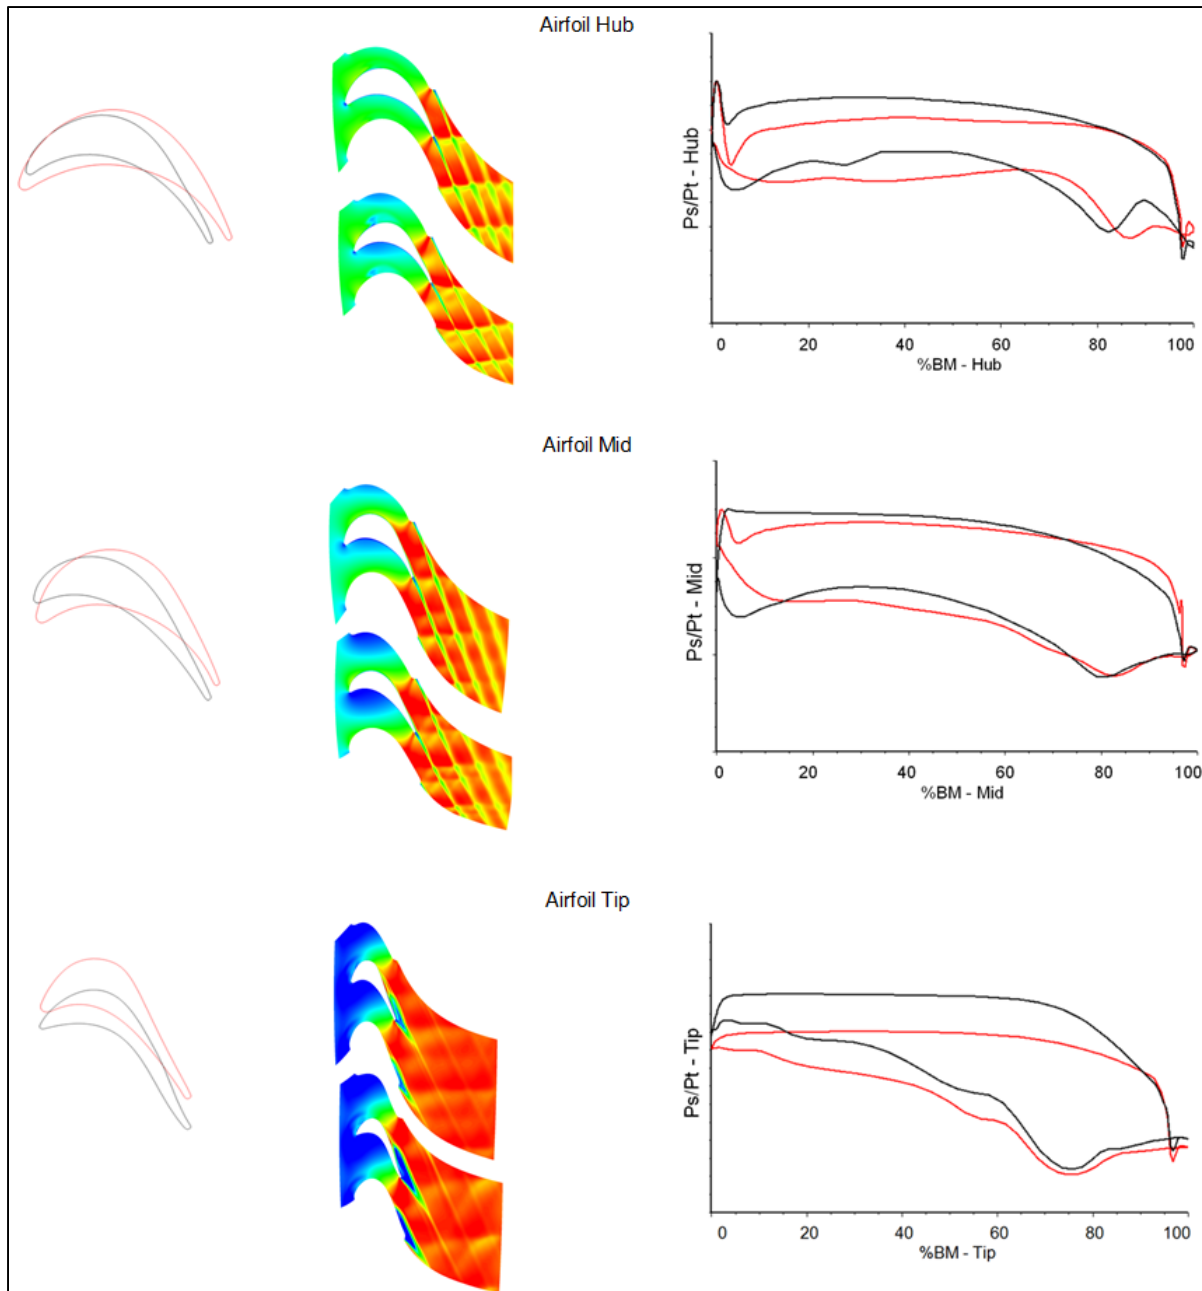 Airfoil Hub
Ps/Pt - Hub
0 20 40 60 80 100
%BM - Hub
Airfoil Mid
Ps/Pt - Mid
0 20 40 60 80 100
%BM - Mid
Airfoil Tip
Ps/Pt - Tip
0 20 40 60 80 100
%BM - Tip